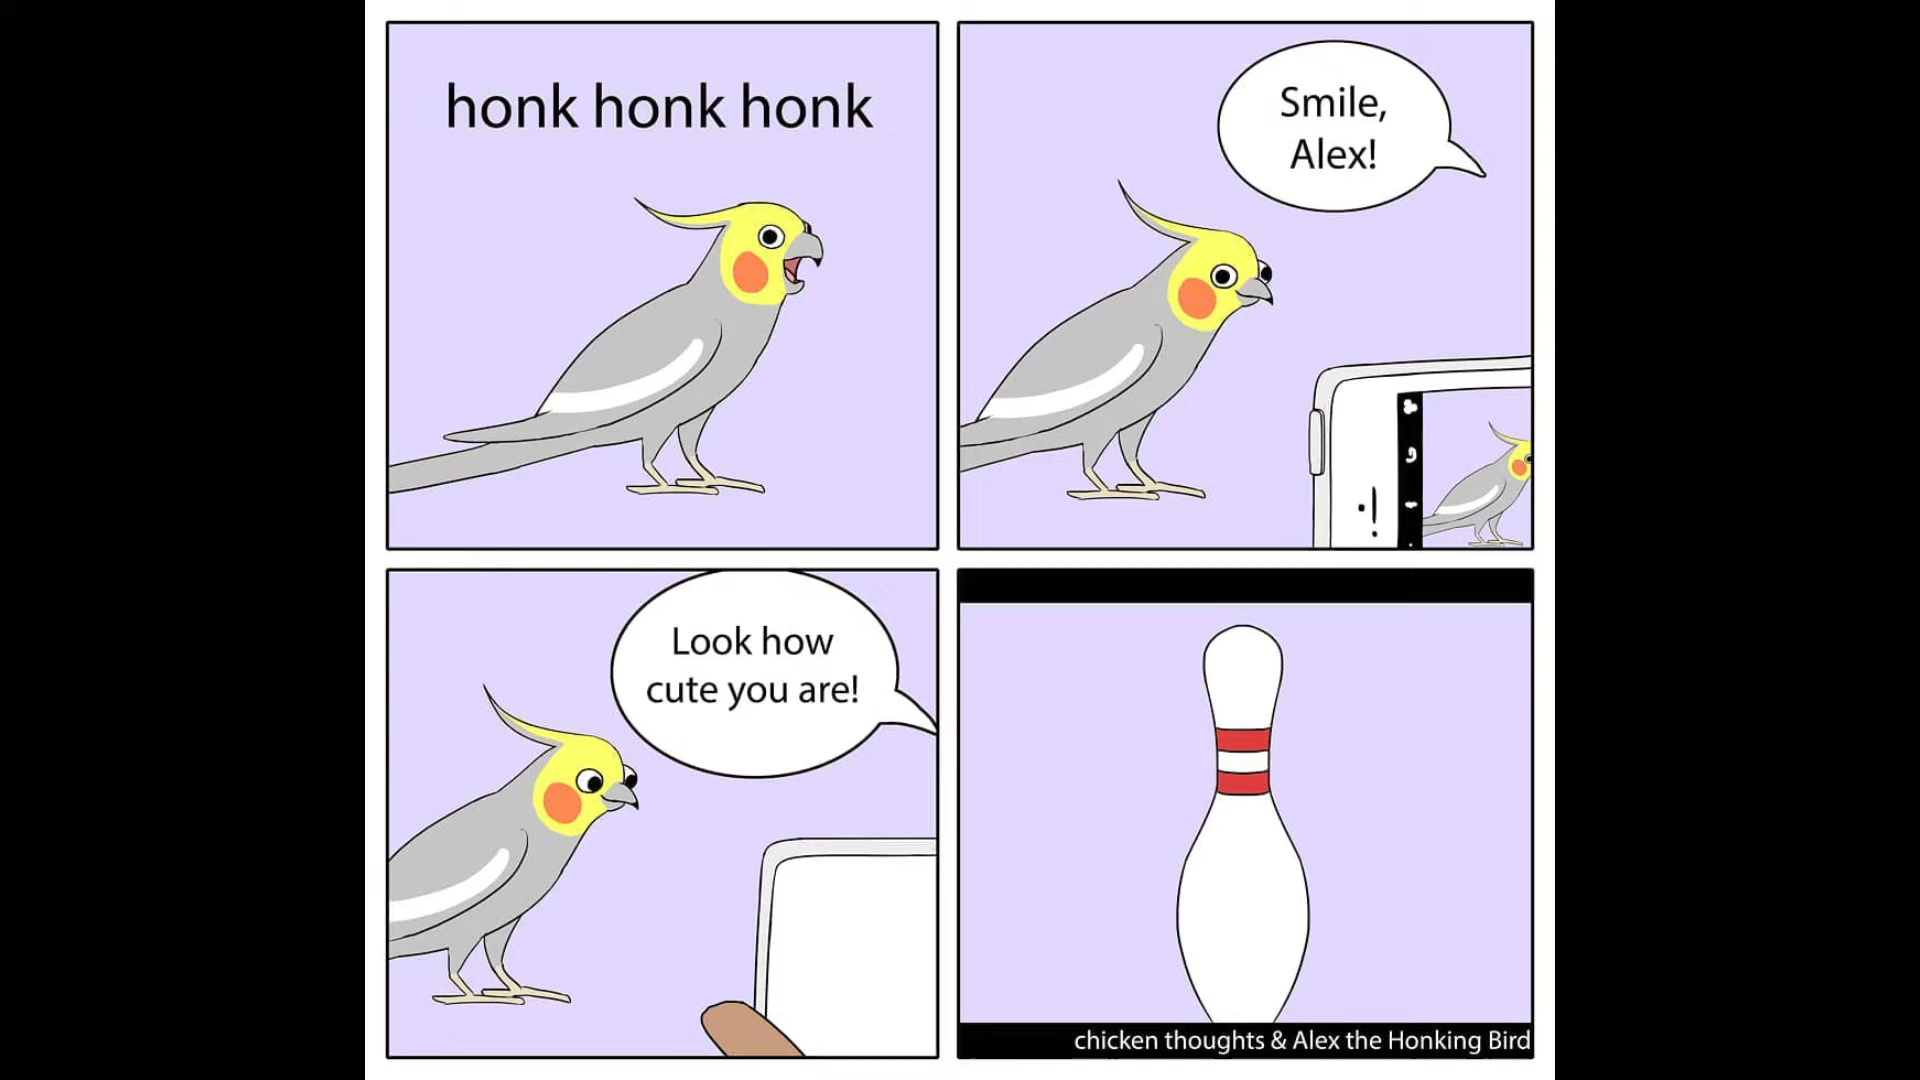 honk honk honk
Smile,
Alex!
Look how
cute you are!
chicken thoughts & Alex the Honking Bird